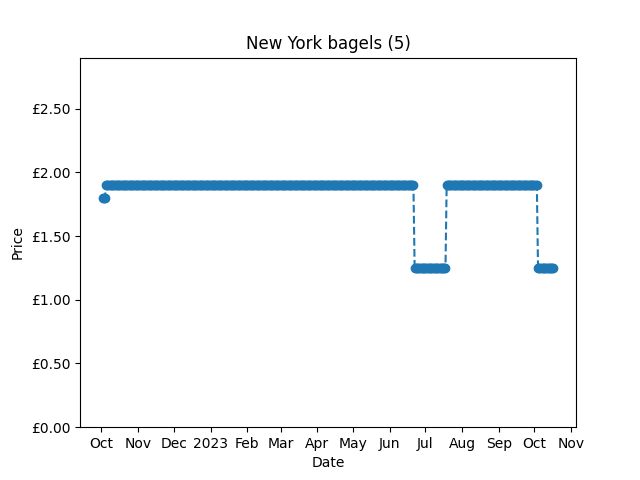 New York bagels (5)
£2.50
£2.00
£1.50
£1.00
£0.50
£0.00
Price
Oct Nov Dec 2023 Feb Mar Apr May Jun Jul Aug Sep Oct Nov
Date